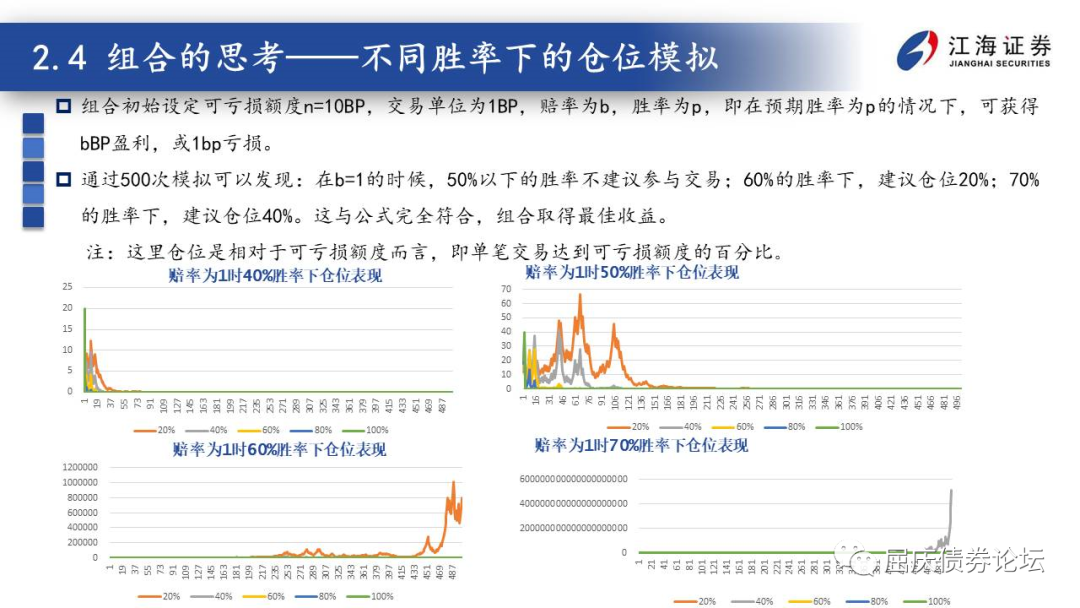 2.4 组合的思考——不同胜率下的仓位模拟
江海证券
JIANGHAI SECURITIES
组合初始设定可亏损额度n=10BP，交易单位为1BP，赔率为b，胜率为p，即在预期胜率为p的情况下，可获得
bBP盈利，或1bp亏损。
通过500次模拟可以发现：在b=1的时候，50%以下的胜率不建议参与交易；60%的胜率下，建议仓位20%；70%
的胜率下，建议仓位40%。这与公式完全符合，组合取得最佳收益。
注：这里仓位是相对于可亏损额度而言，即单笔交易达到可亏损额度的百分比。
赔率为1时40%胜率下仓位表现
25
20
15
10
5
0
1 19 37 55 73 91 109 127 145 163 181 199 217 235 253 271 289 307 325 343 361 379 397 415 433 451 469 487
20% 40% 60% 80% 100%
赔率为1时50%胜率下仓位表现
70
60
50
40
30
20
10
0
1 16 31 46 61 76 91 106 121 136 151 166 181 196 211 226 241 256 271 286 301 316 331 346 361 376 391 406 421 436 451 466 481 496
20% 40% 60% 80% 100%
赔率为1时60%胜率下仓位表现
1200000
1000000
800000
600000
400000
200000
0
1 19 37 55 73 91 109 127 145 163 181 199 217 235 253 271 289 307 325 343 361 379 397 415 433 451 469 487
20% 40% 60% 80% 100%
赔率为1时70%胜率下仓位表现
0
1 21 41 61 81 101 121 141 161 181 201 221 241 261 281 301 321
20% 40% 60% 80% 100%
屈庆债券论坛